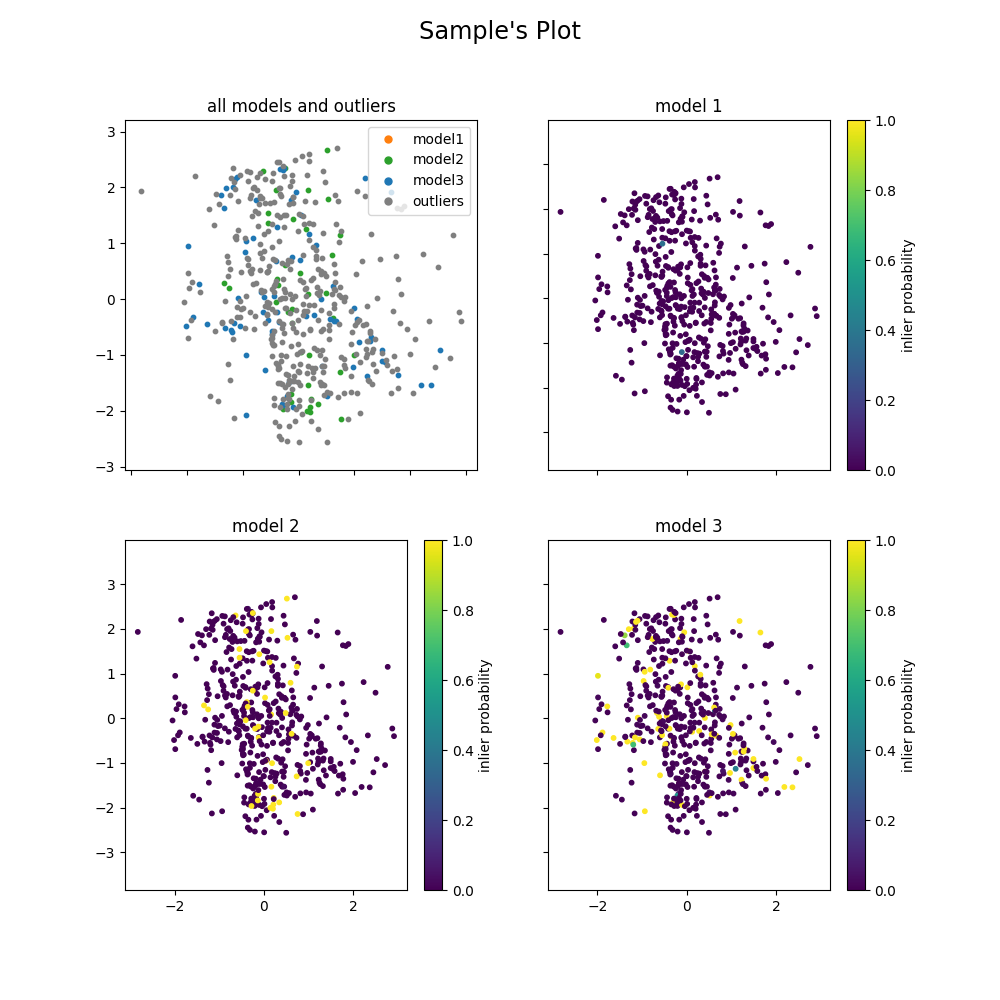 Sample's Plot
all models and outliers
3
2
1
0
−1
−2
−3
model1
model2
model3
outliers
model 1
1.0
0.8
0.6
0.4
0.2
0.0
inlier probability
model 2
3
2
1
0
−1
−2
−3
−2 0 2
1.0
0.8
0.6
0.4
0.2
0.0
inlier probability
model 3
−2 0 2
1.0
0.8
0.6
0.4
0.2
0.0
inlier probability